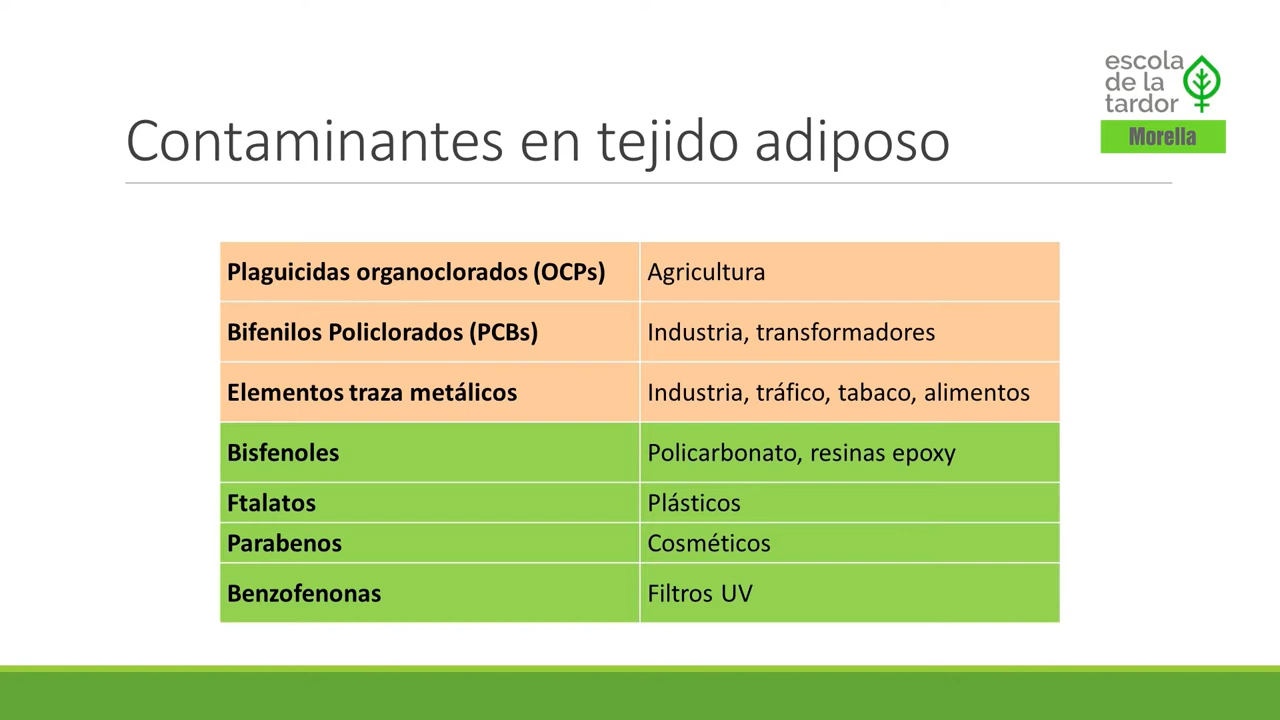 escola
de la
tardor
Morella
Contaminantes en tejido adiposo
Plaguicidas organoclorados (OCPs) Agricultura
Bifenilos Policlorados (PCBs) Industria, transformadores
Elementos traza metálicos Industria, tráfico, tabaco, alimentos
Bisfenoles Policarbonato, resinas epoxy
Ftalatos Plásticos
Parabenos Cosméticos
Benzofenonas Filtros UV